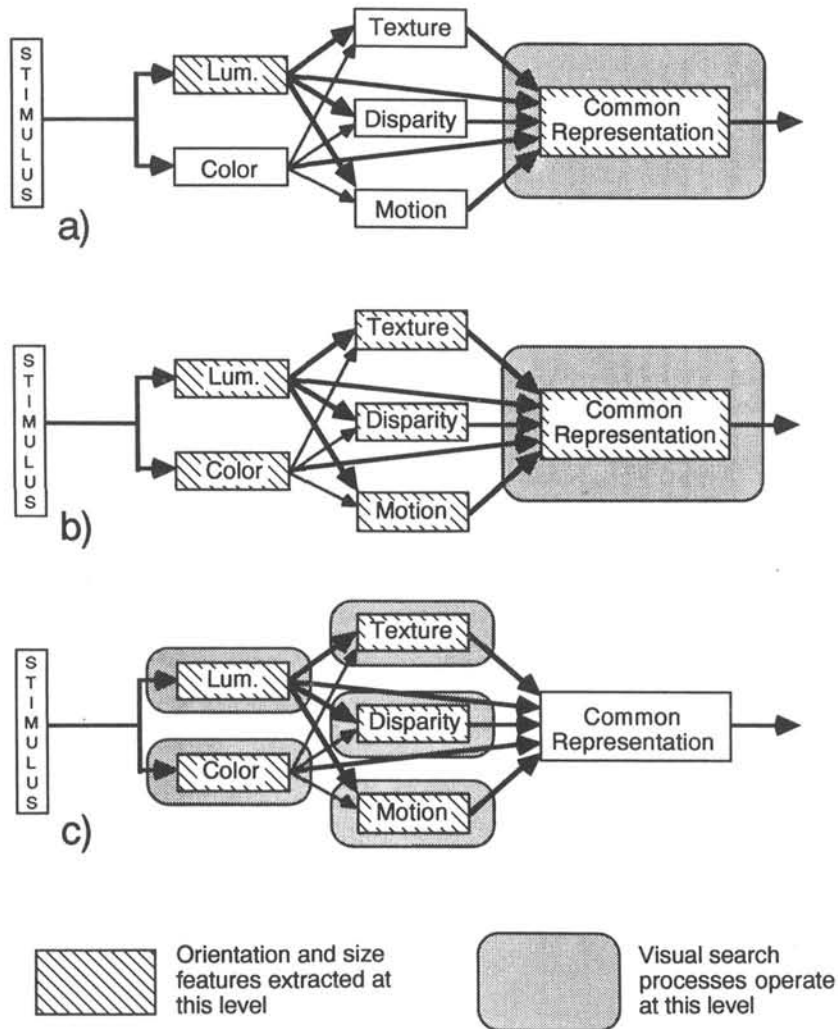 STIMULUS
Lum.
Color
Texture
Disparity
Motion
Common
Representation
a)
STIMULUS
Lum.
Color
Texture
Disparity
Motion
Common
Representation
b)
STIMULUS
Lum.
Color
Texture
Disparity
Motion
Common
Representation
c)
Orientation and size
features extracted at
this level
Visual search
processes operate
at this level